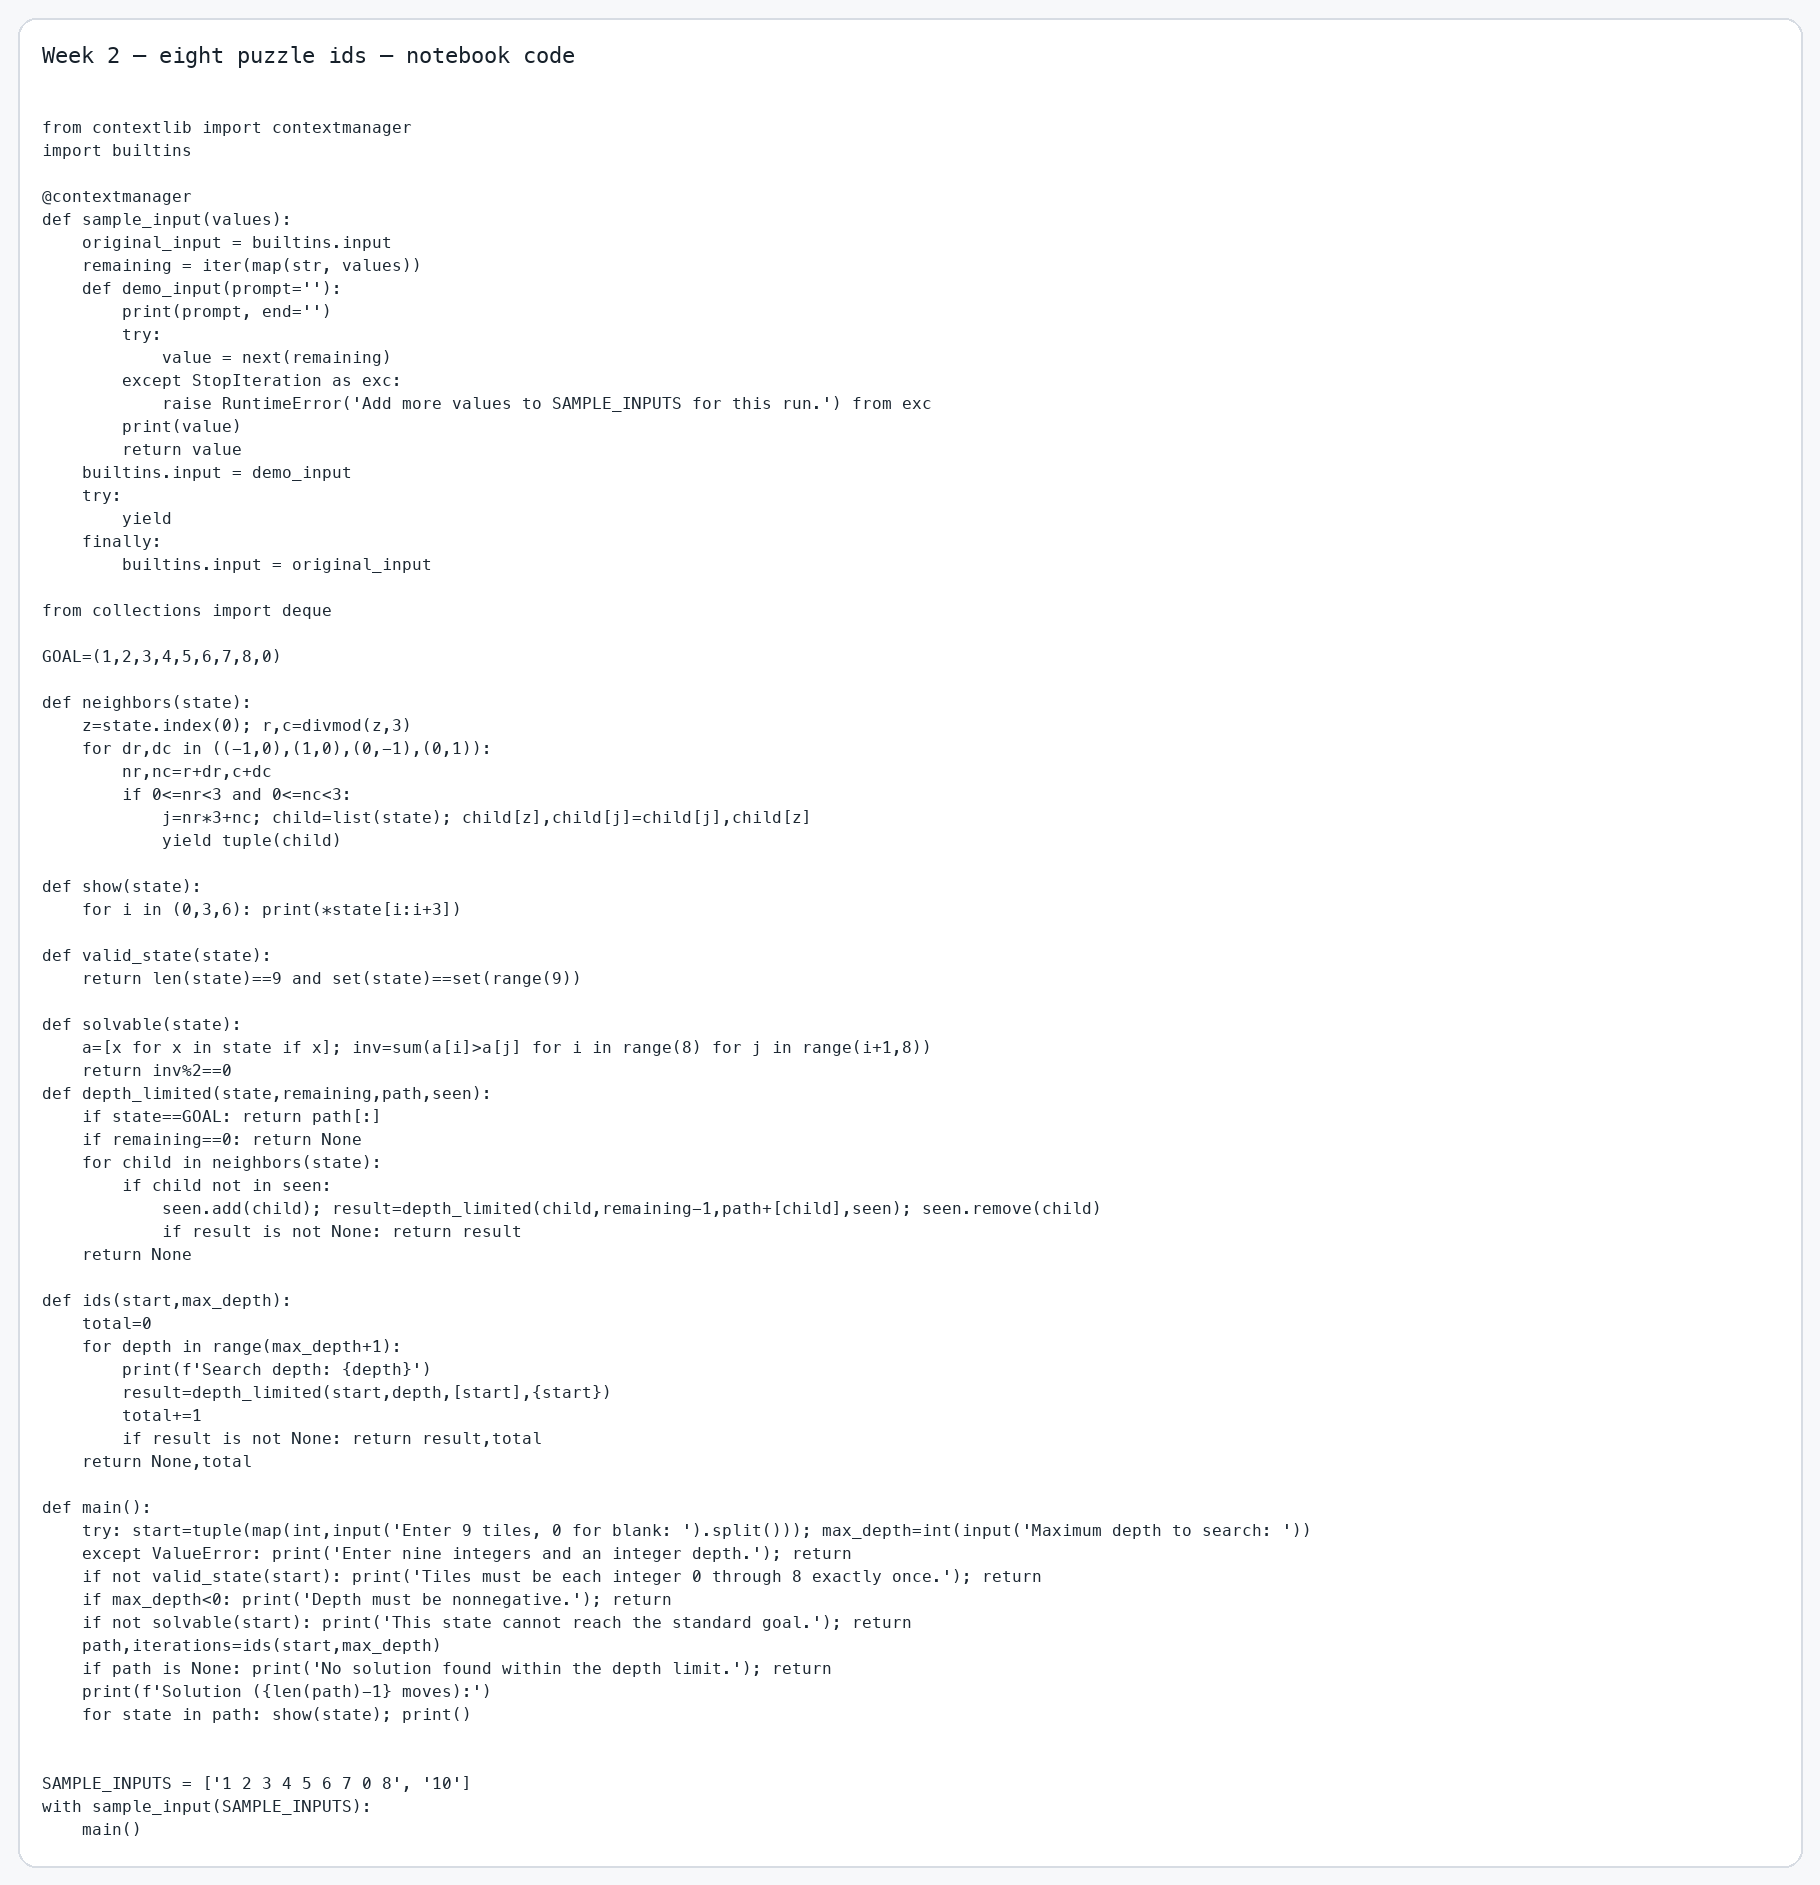 Week 2 — eight puzzle ids — notebook code
from contextlib import contextmanager
import builtins
@contextmanager
def sample_input(values):
    original_input = builtins.input
    remaining = iter(map(str, values))
    def demo_input(prompt=''):
        print(prompt, end='')
        try:
            value = next(remaining)
        except StopIteration as exc:
            raise RuntimeError('Add more values to SAMPLE_INPUTS for this run.') from exc
        print(value)
        return value
    builtins.input = demo_input
    try:
        yield
    finally:
        builtins.input = original_input
from collections import deque
GOAL=(1,2,3,4,5,6,7,8,0)
def neighbors(state):
    z=state.index(0); r,c=divmod(z,3)
    for dr,dc in ((-1,0),(1,0),(0,-1),(0,1)):
        nr,nc=r+dr,c+dc
        if 0<=nr<3 and 0<=nc<3:
            j=nr*3+nc; child=list(state); child[z],child[j]=child[j],child[z]
            yield tuple(child)
def show(state):
    for i in (0,3,6): print(*state[i:i+3])
def valid_state(state):
    return len(state)==9 and set(state)==set(range(9))
def solvable(state):
    a=[x for x in state if x]; inv=sum(a[i]>a[j] for i in range(8) for j in range(i+1,8))
    return inv%2==0
def depth_limited(state,remaining,path,seen):
    if state==GOAL: return path[:]
    if remaining==0: return None
    for child in neighbors(state):
        if child not in seen:
            seen.add(child); result=depth_limited(child,remaining-1,path+[child],seen); seen.remove(child)
            if result is not None: return result
    return None
def ids(start,max_depth):
    total=0
    for depth in range(max_depth+1):
        print(f'Search depth: {depth}')
        result=depth_limited(start,depth,[start],{start})
        total+=1
        if result is not None: return result,total
    return None,total
def main():
    try: start=tuple(map(int,input('Enter 9 tiles, 0 for blank: ').split())); max_depth=int(input('Maximum depth to search: '))
    except ValueError: print('Enter nine integers and an integer depth.'); return
    if not valid_state(start): print('Tiles must be each integer 0 through 8 exactly once.'); return
    if max_depth<0: print('Depth must be nonnegative.'); return
    if not solvable(start): print('This state cannot reach the standard goal.'); return
    path,iterations=ids(start,max_depth)
    if path is None: print('No solution found within the depth limit.'); return
    print(f'Solution ({len(path)-1} moves):')
    for state in path: show(state); print()
SAMPLE_INPUTS = ['1 2 3 4 5 6 7 0 8', '10']
with sample_input(SAMPLE_INPUTS):
    main()